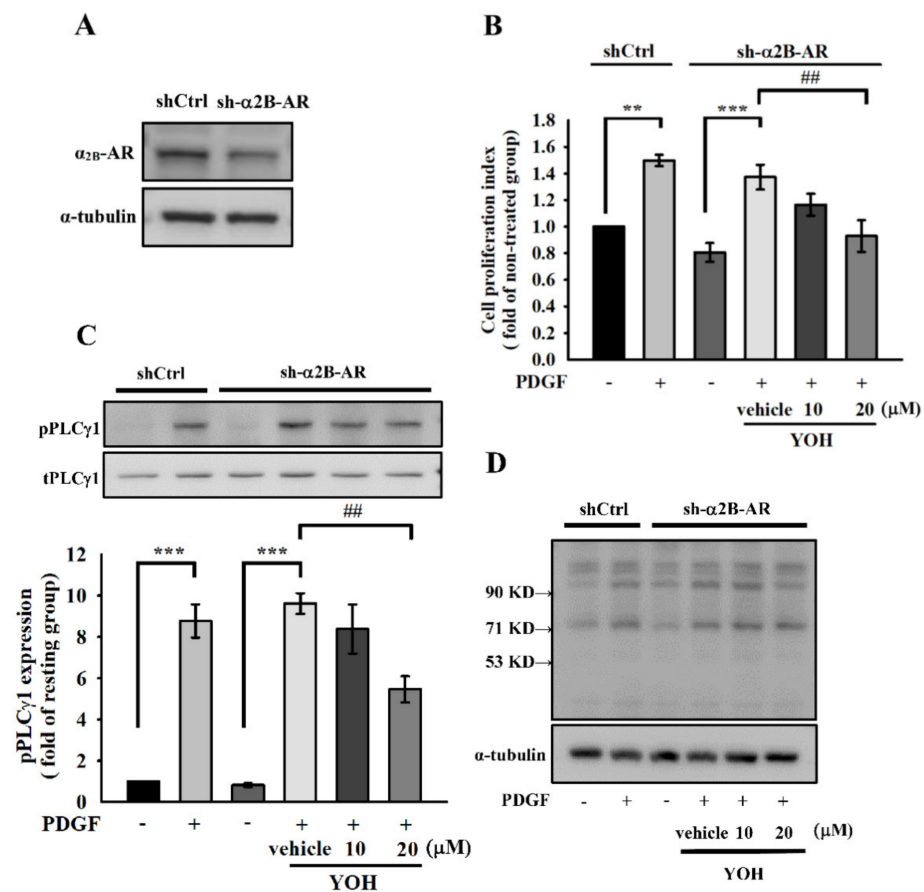 A
shCtrl sh-α2B-AR
α2B-AR
α-tubulin
B
shCtrl sh-α2B-AR
##
** ***
Cell proliferation index
( fold of non-treated group)
1.8
1.6
1.4
1.2
1.0
0.8
0.6
0.4
0.2
0.0
PDGF - + - + + +
vehicle 10 20 (μM)
YOH
C
shCtrl sh-α2B-AR
pPLCγ1
tPLCγ1
##
*** ***
pPLCγ1 expression
( fold of resting group)
12
10
8
6
4
2
0
PDGF - + - + + +
vehicle 10 20 (μM)
YOH
D
shCtrl sh-α2B-AR
90 KD→
71 KD→
53 KD→
α-tubulin
PDGF - + - + + +
vehicle 10 20 (μM)
YOH